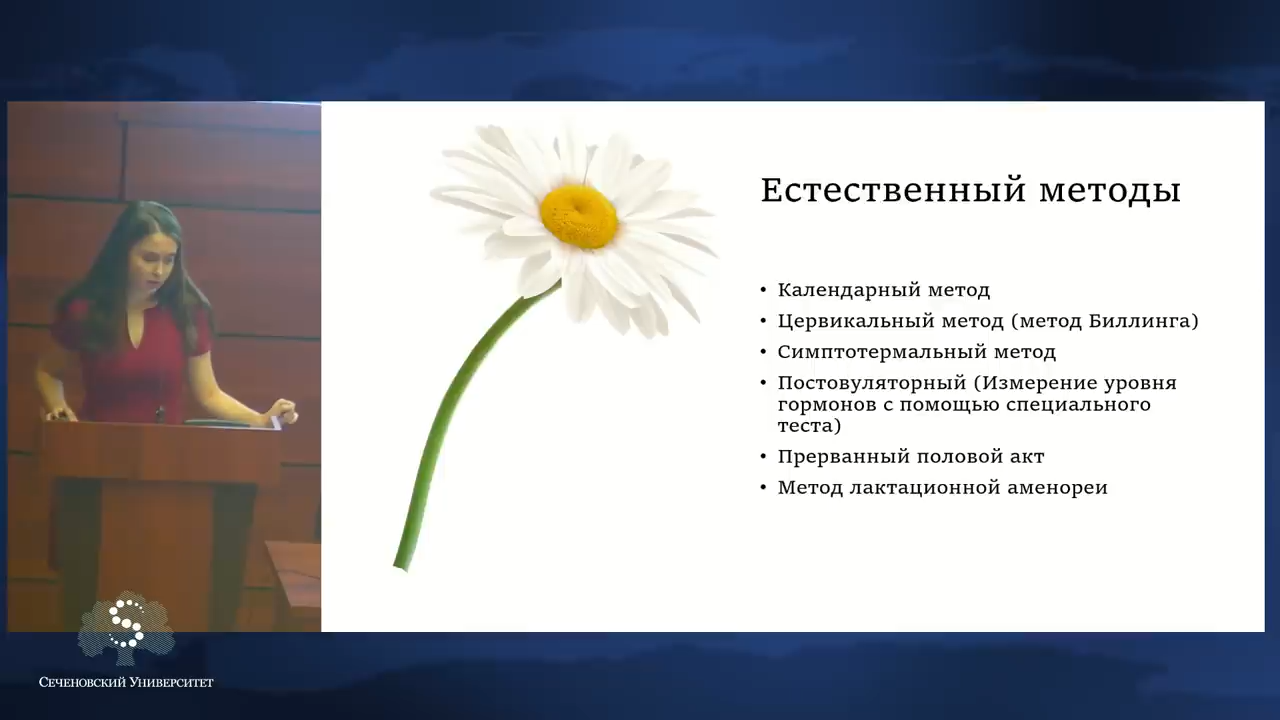 Естественный методы
• Календарный метод
• Цервикальный метод (метод Биллинга)
• Симптотермальный метод
• Постовуляторный (Измерение уровня
гормонов с помощью специального
теста)
• Прерванный половой акт
• Метод лактационной аменореи
Сеченовский Университет